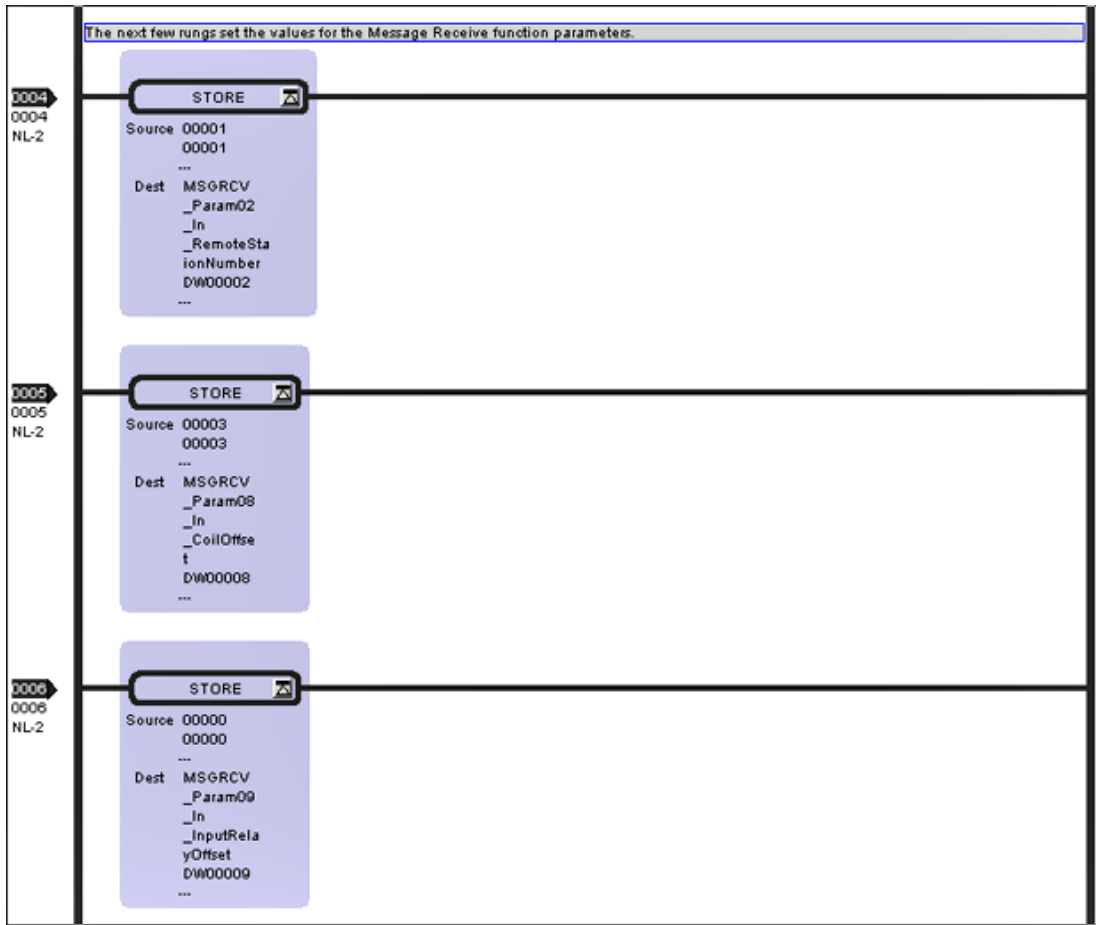 The next few rungs set the values for the Message Receive function parameters.
0004
0004
NL-2
STORE
Source 00001
00001
...
Dest MSGRCV
_Param02
_In
_RemoteSta
ionNumber
DW00002
...
0005
0005
NL-2
STORE
Source 00003
00003
...
Dest MSGRCV
_Param08
_In
_CoilOffse
t
DW00008
...
0006
0006
NL-2
STORE
Source 00000
00000
...
Dest MSGRCV
_Param09
_In
_InputRela
yOffset
DW00009
...